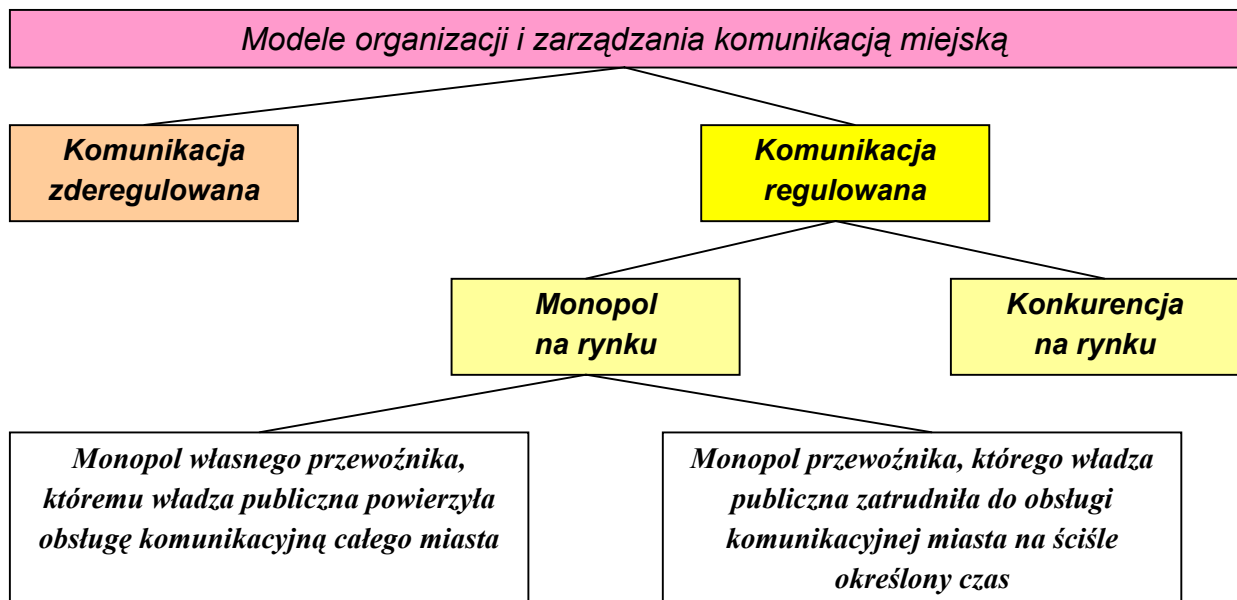 Modele organizacji i zarządzania komunikacją miejską
Komunikacja
zderegulowana
Komunikacja
regulowana
Monopol
na rynku
Konkurencja
na rynku
Monopol własnego przewoźnika,
któremu władza publiczna powierzyła
obsługę komunikacyjną całego miasta
Monopol przewoźnika, którego władza
publiczna zatrudniła do obsługi
komunikacyjnej miasta na ściśle
określony czas